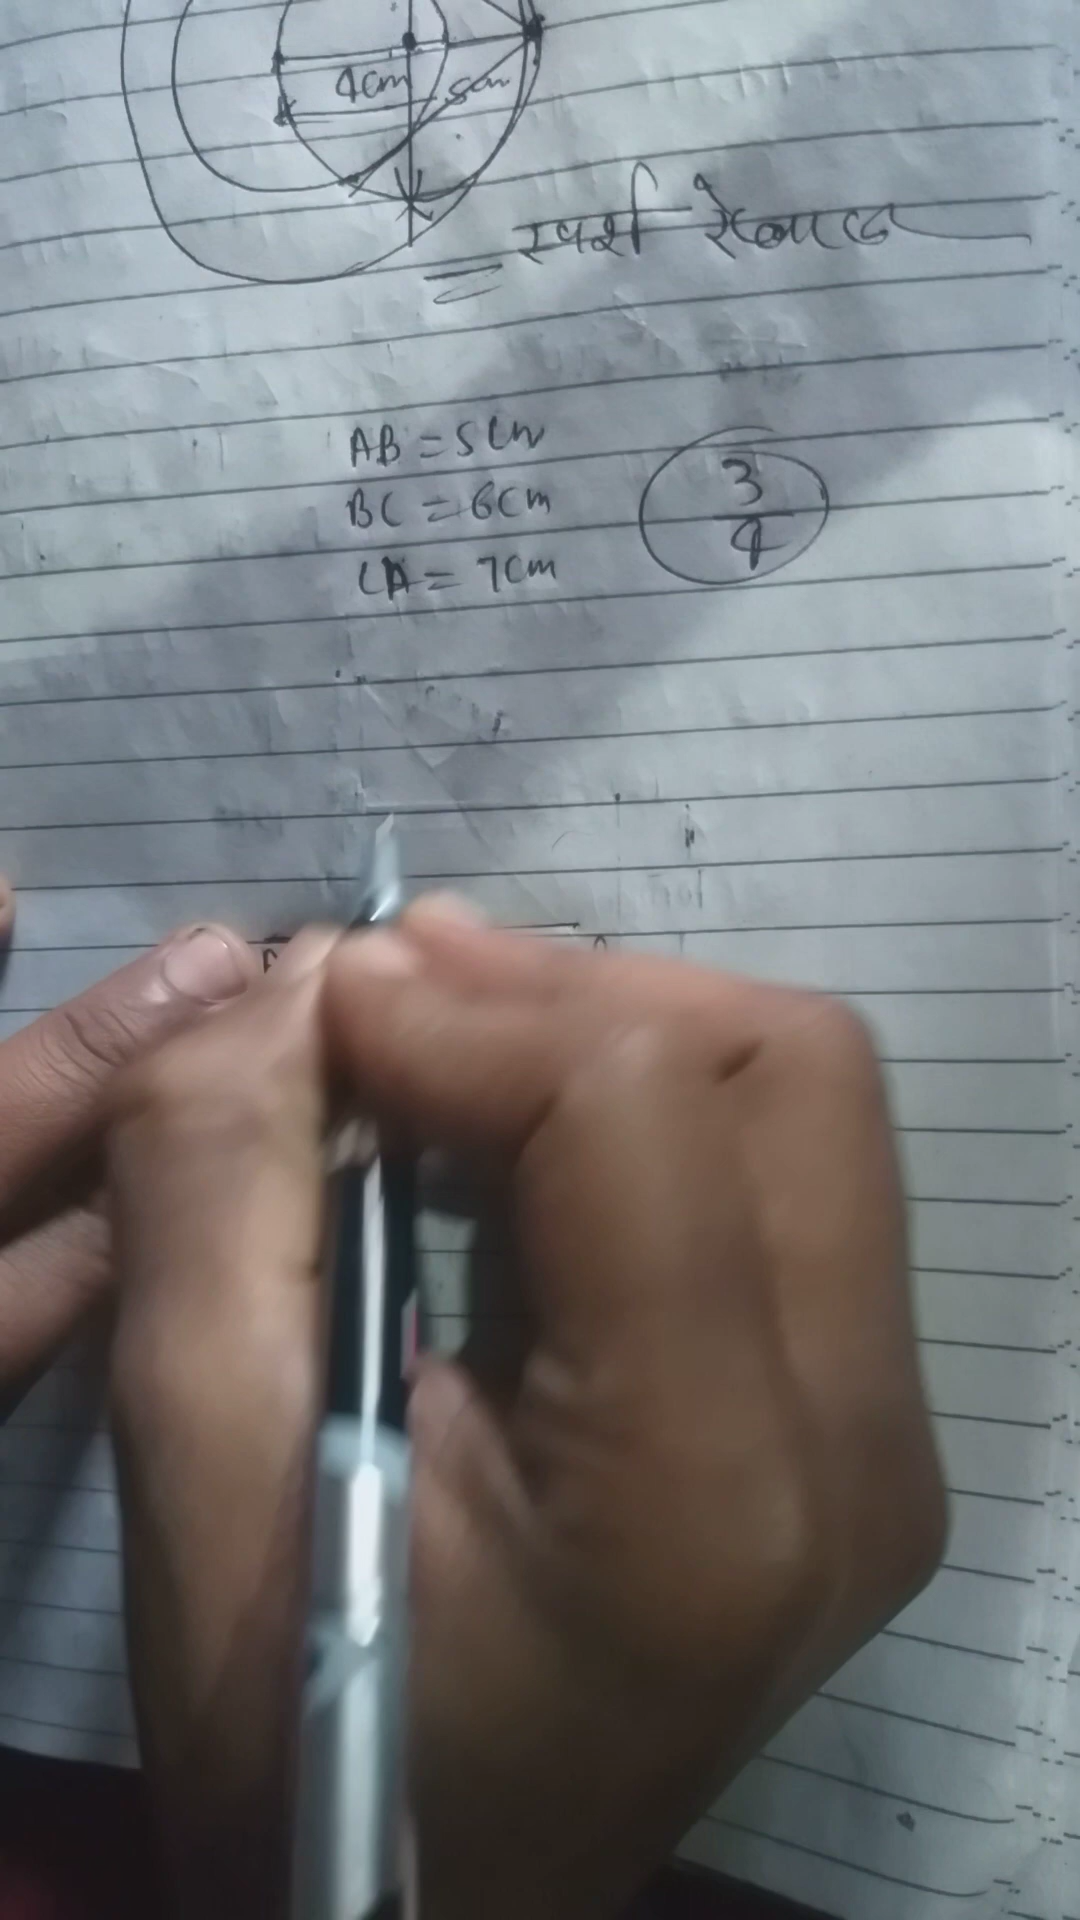 4cm
5cm
स्पर्श रेखाएं
AB = 5cm
BC = 6cm
CA = 7cm
3
4